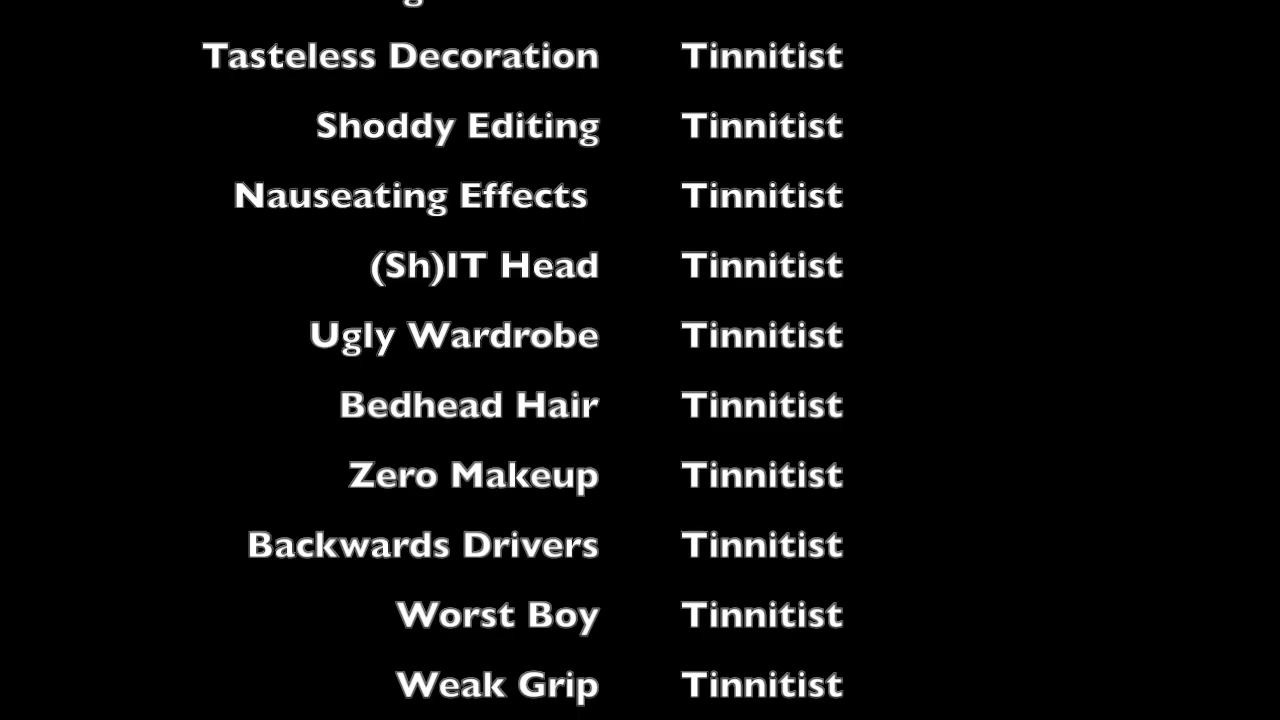 Tasteless Decoration Tinnitist
Shoddy Editing Tinnitist
Nauseating Effects Tinnitist
(Sh)IT Head Tinnitist
Ugly Wardrobe Tinnitist
Bedhead Hair Tinnitist
Zero Makeup Tinnitist
Backwards Drivers Tinnitist
Worst Boy Tinnitist
Weak Grip Tinnitist